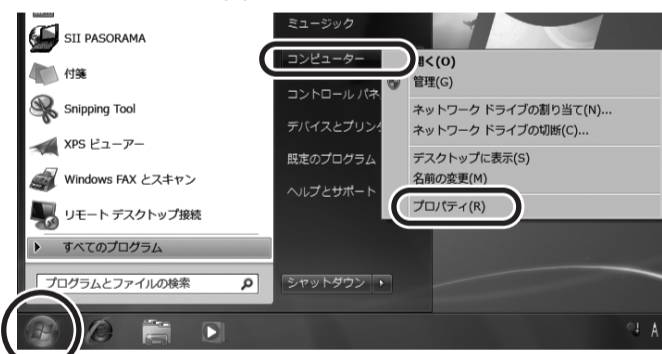 SII PASORAMA
付箋
Snipping Tool
XPS ビューアー
Windows FAX とスキャン
リモート デスクトップ接続
すべてのプログラム
プログラムとファイルの検索
ミュージック
コンピューター
コントロール パネ
デバイスとプリン
既定のプログラム
ヘルプとサポート
シャットダウン
く(O)
管理(G)
ネットワーク ドライブの割り当て(N)...
ネットワーク ドライブの切断(C)...
デスクトップに表示(S)
名前の変更(M)
プロパティ(R)
A